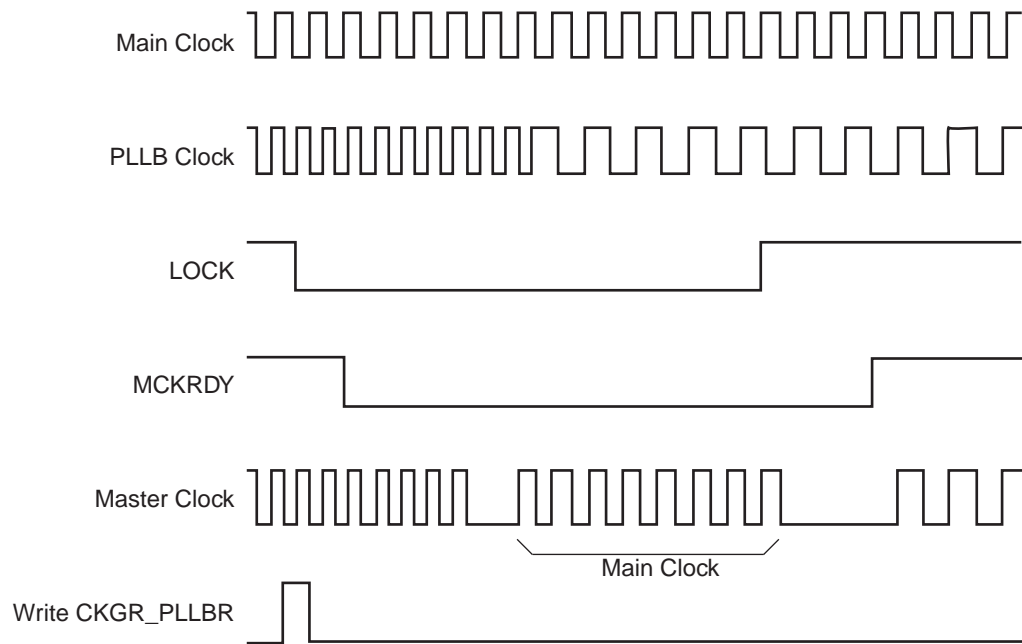 Main Clock
PLLB Clock
LOCK
MCKRDY
Master Clock
Main Clock
Write CKGR_PLLBR